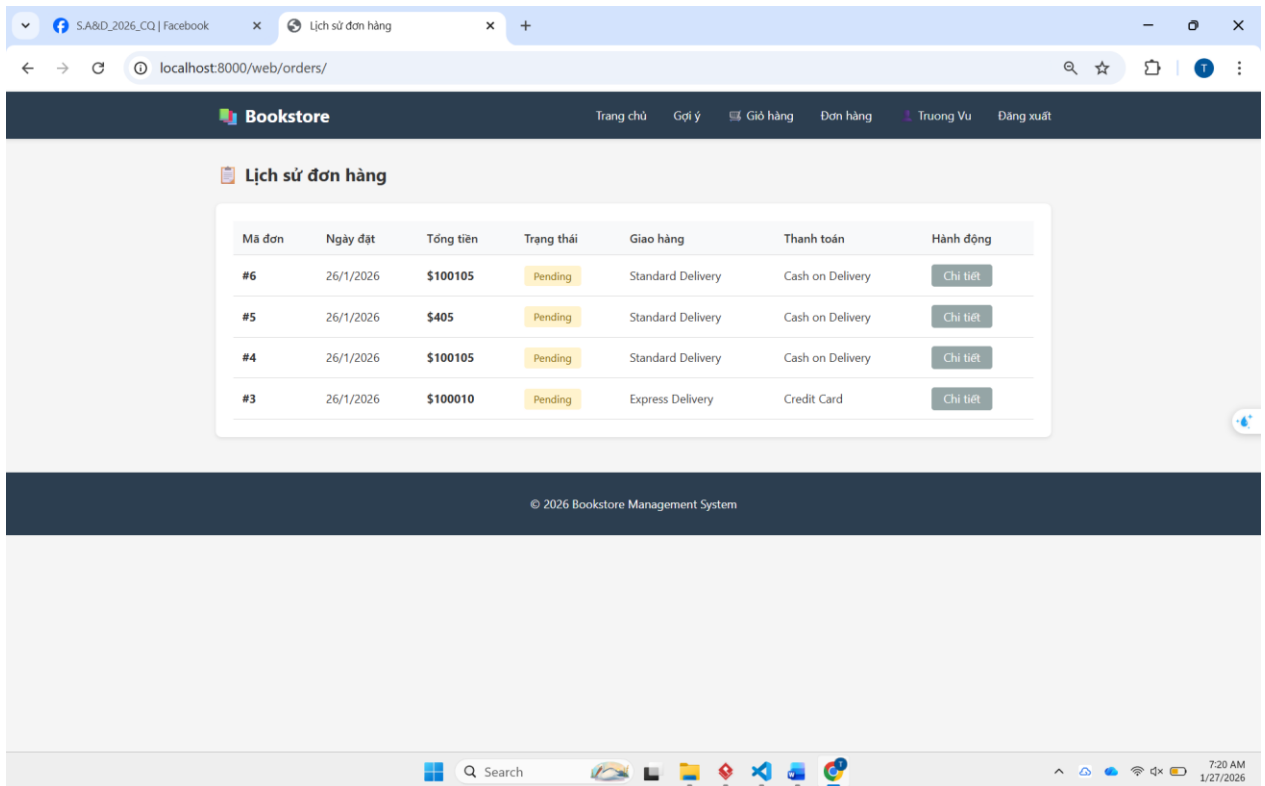 S.A&D_2026_CQ | Facebook
Lịch sử đơn hàng
localhost:8000/web/orders/
T
Bookstore
Trang chủ Gợi ý Giỏ hàng Đơn hàng Truong Vu Đăng xuất
Lịch sử đơn hàng
Mã đơn Ngày đặt Tổng tiền Trạng thái Giao hàng Thanh toán Hành động
#6 26/1/2026 $100105 Pending Standard Delivery Cash on Delivery Chi tiết
#5 26/1/2026 $405 Pending Standard Delivery Cash on Delivery Chi tiết
#4 26/1/2026 $100105 Pending Standard Delivery Cash on Delivery Chi tiết
#3 26/1/2026 $100010 Pending Express Delivery Credit Card Chi tiết
© 2026 Bookstore Management System
Search
7:20 AM
1/27/2026